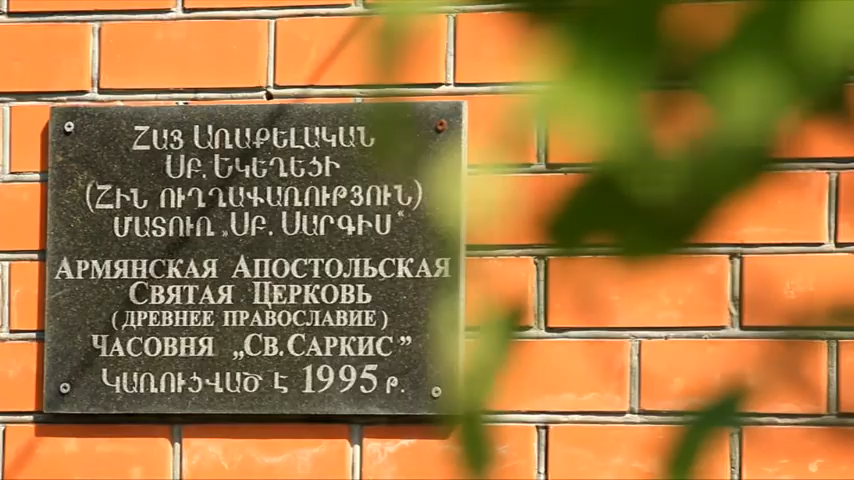 Հայ Առաքելական
Սբ. Եկեղեցի
(Հին ուղղափառություն)
մատուռ „Սբ. Սարգիս“
Армянская Апостольская
Святая Церковь
(древнее православие)
часовня „Св. Саркис”
Կառուցված է 1995 թ.